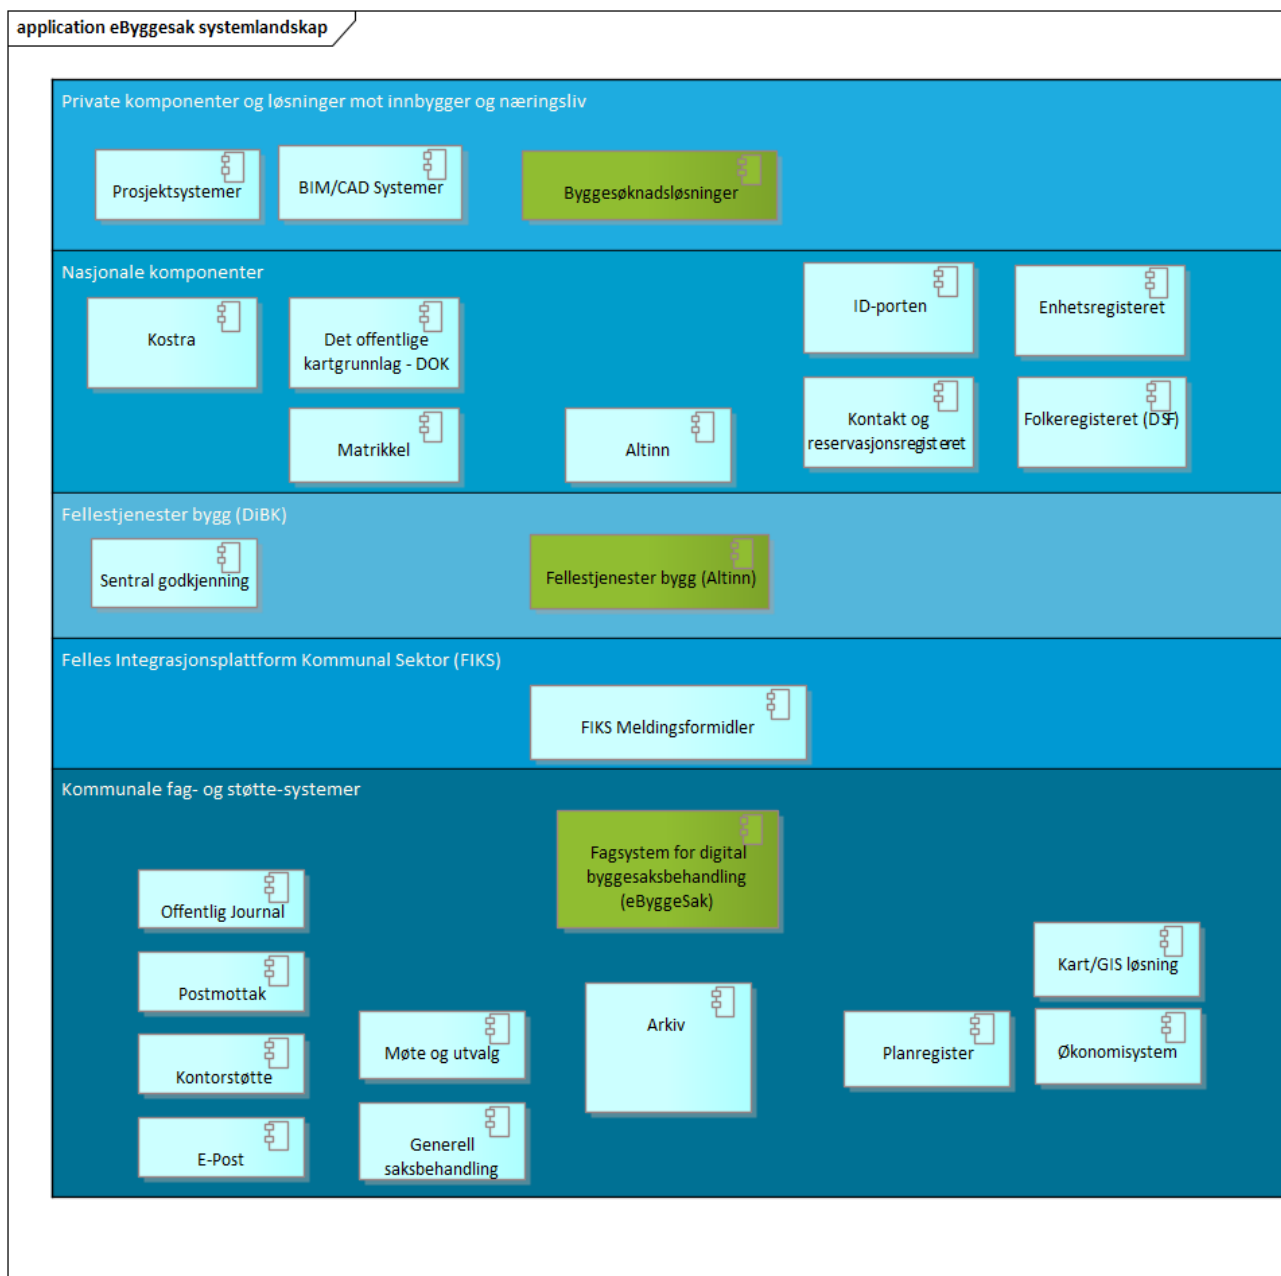 application eByggesak systemlandskap
Private komponenter og løsninger mot innbygger og næringsliv
Prosjektsystemer
BIM/CAD Systemer
Byggesøknadsløsninger
Nasjonale komponenter
Kostra
Det offentlige
kartgrunnlag - DOK
ID-porten
Enhetsregisteret
Matrikkel
Altinn
Kontakt og
reservasjonsregisteret
Folkeregisteret (DSF)
Fellestjenester bygg (DiBK)
Sentral godkjenning
Fellestjenester bygg (Altinn)
Felles Integrasjonsplattform Kommunal Sektor (FIKS)
FIKS Meldingsformidler
Kommunale fag- og støtte-systemer
Fagsystem for digital
byggesaksbehandling
(eByggeSak)
Offentlig Journal
Postmottak
Kontorstøtte
E-Post
Møte og utvalg
Generell
saksbehandling
Arkiv
Planregister
Kart/GIS løsning
Økonomisystem